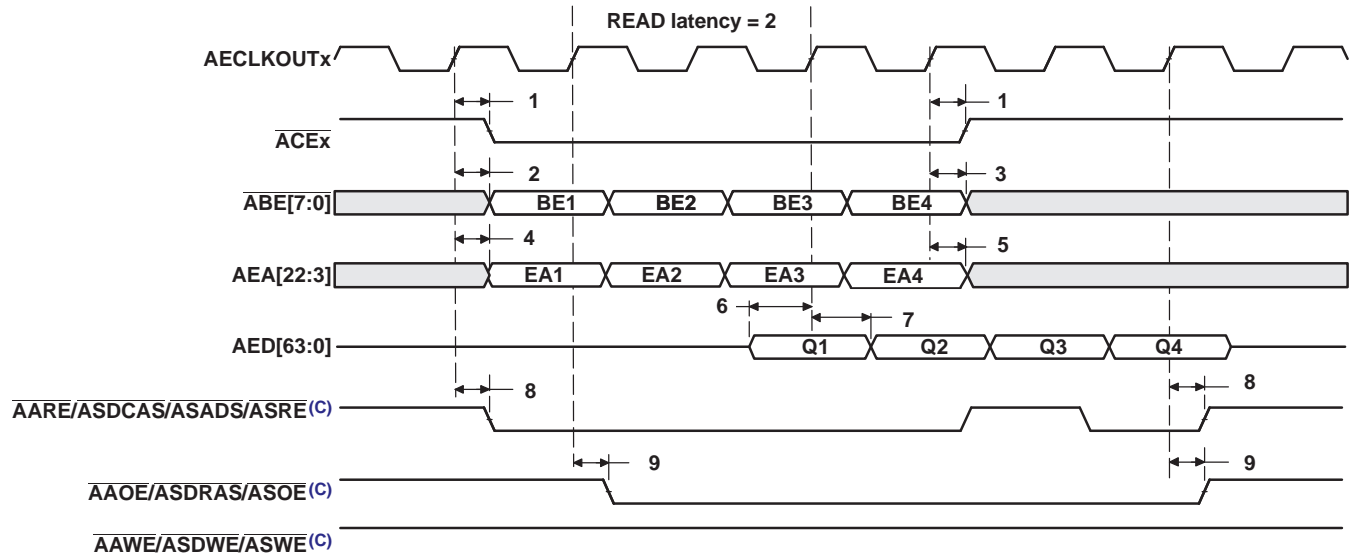 READ latency = 2
AECLKOUTx
1 1
ACEx
2 3
ABE[7:0] BE1 BE2 BE3 BE4
4 5
AEA[22:3] EA1 EA2 EA3 EA4
6 7
AED[63:0] Q1 Q2 Q3 Q4
8 8
AARE/ASDCAS/ASADS/ASRE(C)
9 9
AAOE/ASDRAS/ASOE(C)
AAWE/ASDWE/ASWE(C)